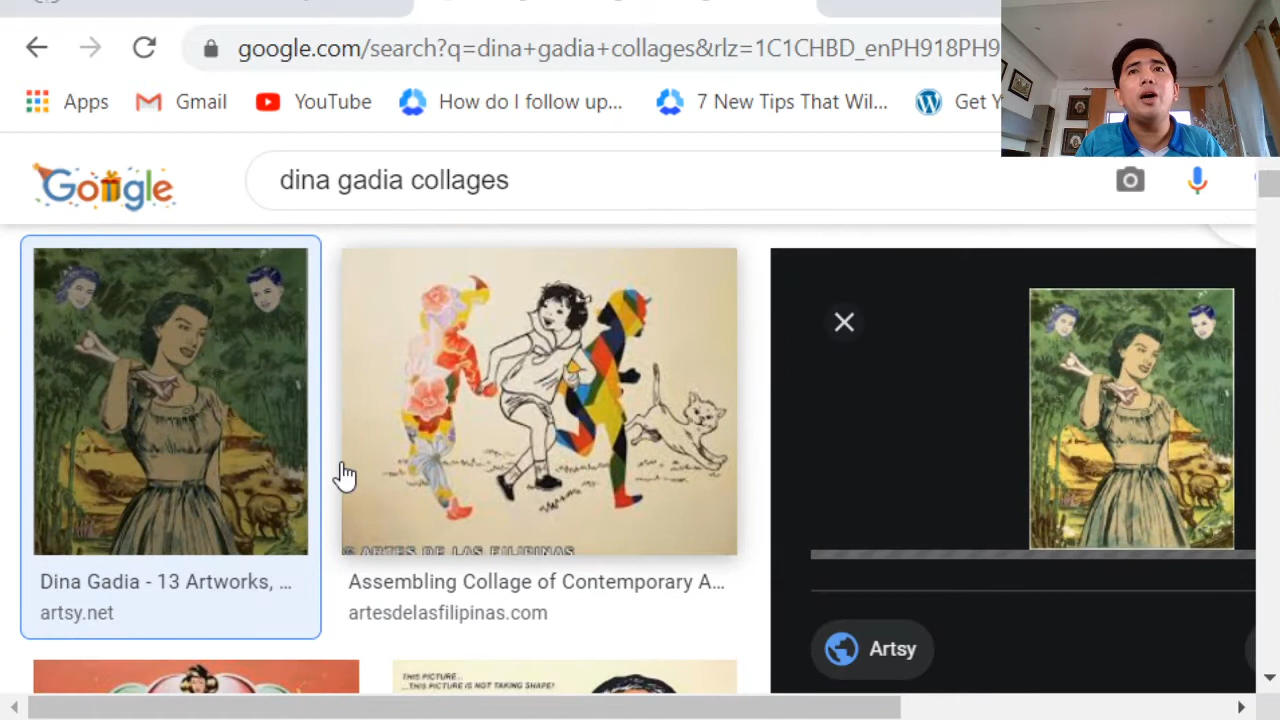 google.com/search?q=dina+gadia+collages&rlz=1C1CHBD_enPH918PH9
Apps
Gmail
YouTube
How do I follow up...
7 New Tips That Wil...
Get Y
Google
dina gadia collages
© ARTES DE LAS FILIPINAS
Dina Gadia - 13 Artworks, ...
artsy.net
Assembling Collage of Contemporary A...
artesdelasfilipinas.com
Artsy
THIS PICTURE...
...THIS PICTURE IS NOT TAKING SHAPE!